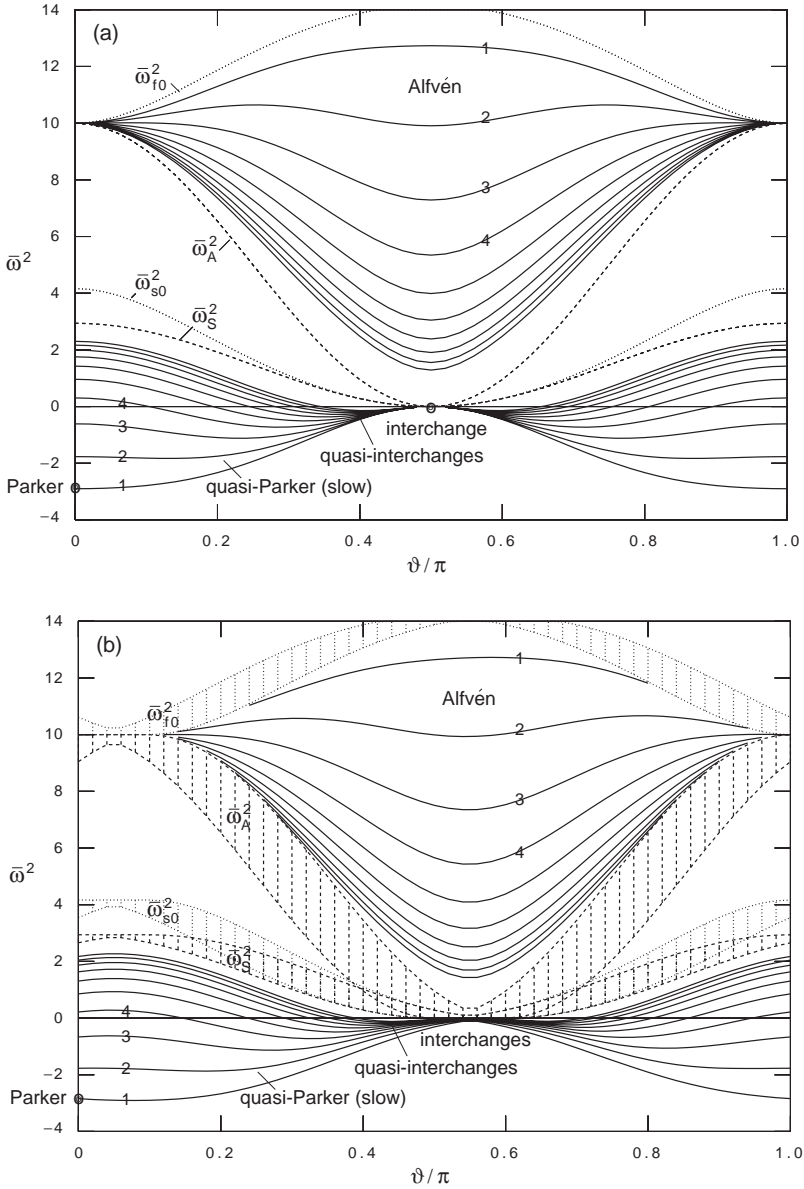 (a)
14
12
10
8
6
4
2
0
−2
−4
ω̄²
ω̄²f0
ω̄²A
ω̄²s0
ω̄²S
Alfvén
1
2
3
4
4
3
2
1
Parker
interchange
quasi-interchanges
quasi-Parker (slow)
0 0.2 0.4 0.6 0.8 1.0
ϑ/π
(b)
14
12
10
8
6
4
2
0
−2
−4
ω̄²
ω̄²f0
ω̄²A
ω̄²s0
ω̄²S
Alfvén
1
2
3
4
4
3
2
1
Parker
interchanges
quasi-interchanges
quasi-Parker (slow)
0 0.2 0.4 0.6 0.8 1.0
ϑ/π